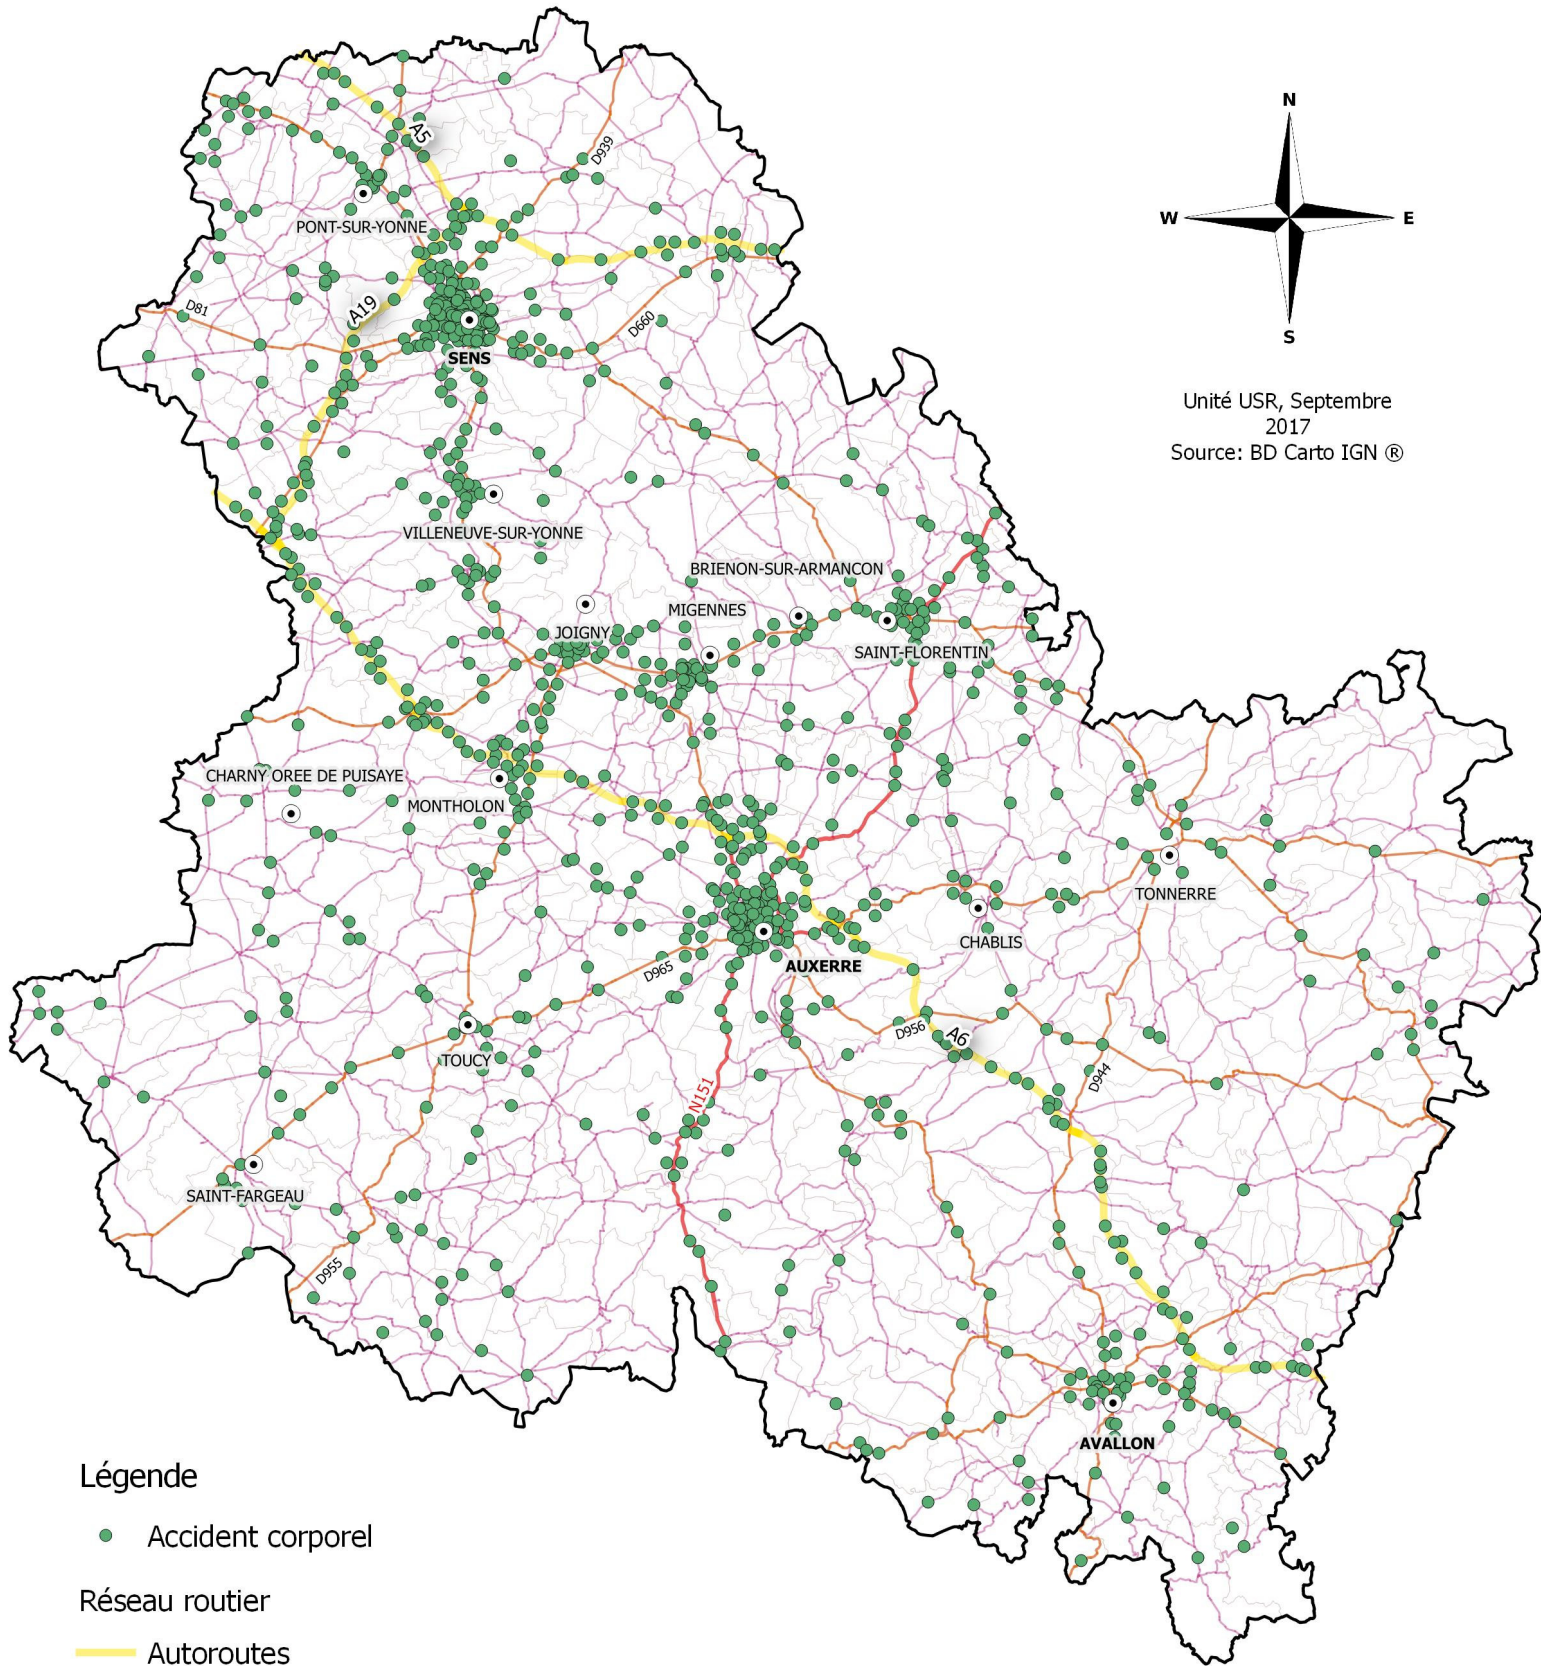 N
W
E
S
Unité USR, Septembre
2017
Source: BD Carto IGN ®
A5
D939
PONT-SUR-YONNE
A19
D81
D660
SENS
VILLENEUVE-SUR-YONNE
BRIENON-SUR-ARMANCON
MIGENNES
JOIGNY
SAINT-FLORENTIN
CHARNY OREE DE PUISAYE
MONTHOLON
TONNERRE
CHABLIS
AUXERRE
D965
D956
A6
TOUCY
D944
N151
SAINT-FARGEAU
D955
AVALLON
Légende
Accident corporel
Réseau routier
Autoroutes